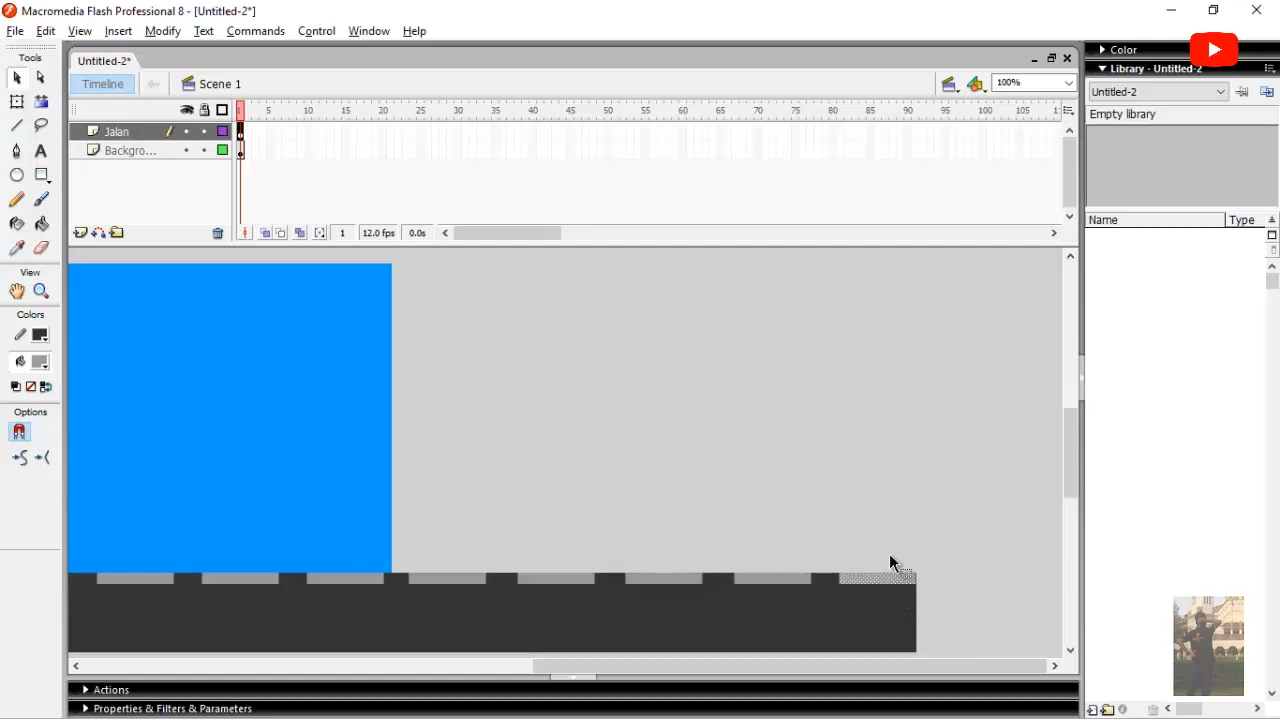 Macromedia Flash Professional 8 - [Untitled-2*]
File Edit View Insert Modify Text Commands Control Window Help
Tools
Untitled-2*
Color
Library - Untitled-2
Timeline
Scene 1
100%
Untitled-2
1 5 10 15 20 25 30 35 40 45 50 55 60 65 70 75 80 85 90 95 100 105 1:
Empty library
Jalan
Backgro...
Name Type
1 12.0 fps 0.0s
View
Colors
Options
Actions
Properties & Filters & Parameters